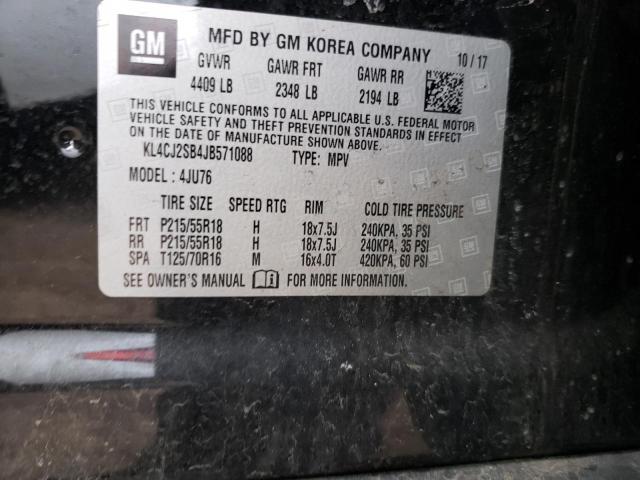 GM MFD BY GM KOREA COMPANY 10 / 17
GVWR GAWR FRT GAWR RR
4409 LB 2348 LB 2194 LB
THIS VEHICLE CONFORMS TO ALL APPLICABLE U.S. FEDERAL MOTOR
VEHICLE SAFETY AND THEFT PREVENTION STANDARDS IN EFFECT
ON THE DATE OF MANUFACTURE SHOWN ABOVE.
KL4CJ2SB4JB571088 TYPE: MPV
MODEL : 4JU76
TIRE SIZE SPEED RTG RIM COLD TIRE PRESSURE
FRT P215/55R18 H 18x7.5J 240KPA, 35 PSI
RR P215/55R18 H 18x7.5J 240KPA, 35 PSI
SPA T125/70R16 M 16x4.0T 420KPA, 60 PSI
SEE OWNER'S MANUAL FOR MORE INFORMATION.